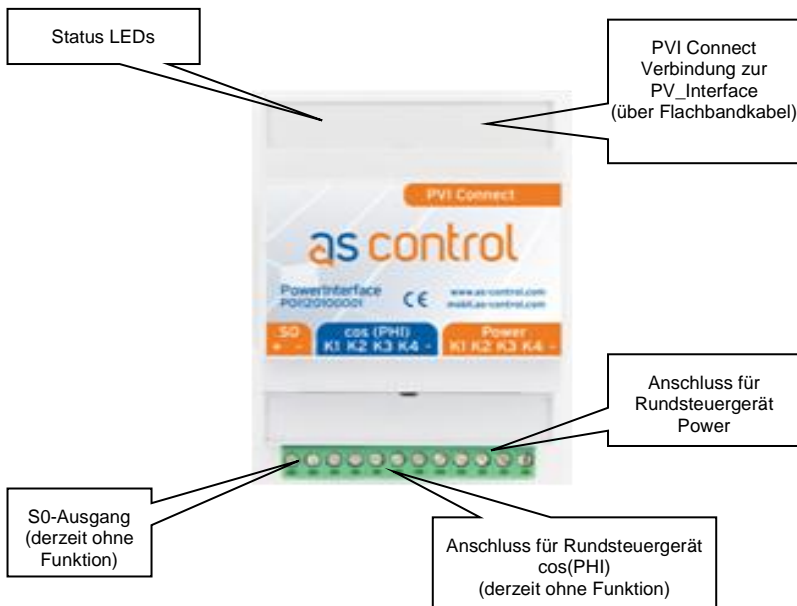 Status LEDs
PVI Connect
Verbindung zur
PV_Interface
(über Flachbandkabel)
PVI Connect
as control
PowerInterface
www.as-control.com
mobil.as-control.com
CE
S0
+ -
cos (PHI)
K1 K2 K3 K4 -
Power
K1 K2 K3 K4 -
Anschluss für
Rundsteuergerät
Power
S0-Ausgang
(derzeit ohne
Funktion)
Anschluss für Rundsteuergerät
cos(PHI)
(derzeit ohne Funktion)